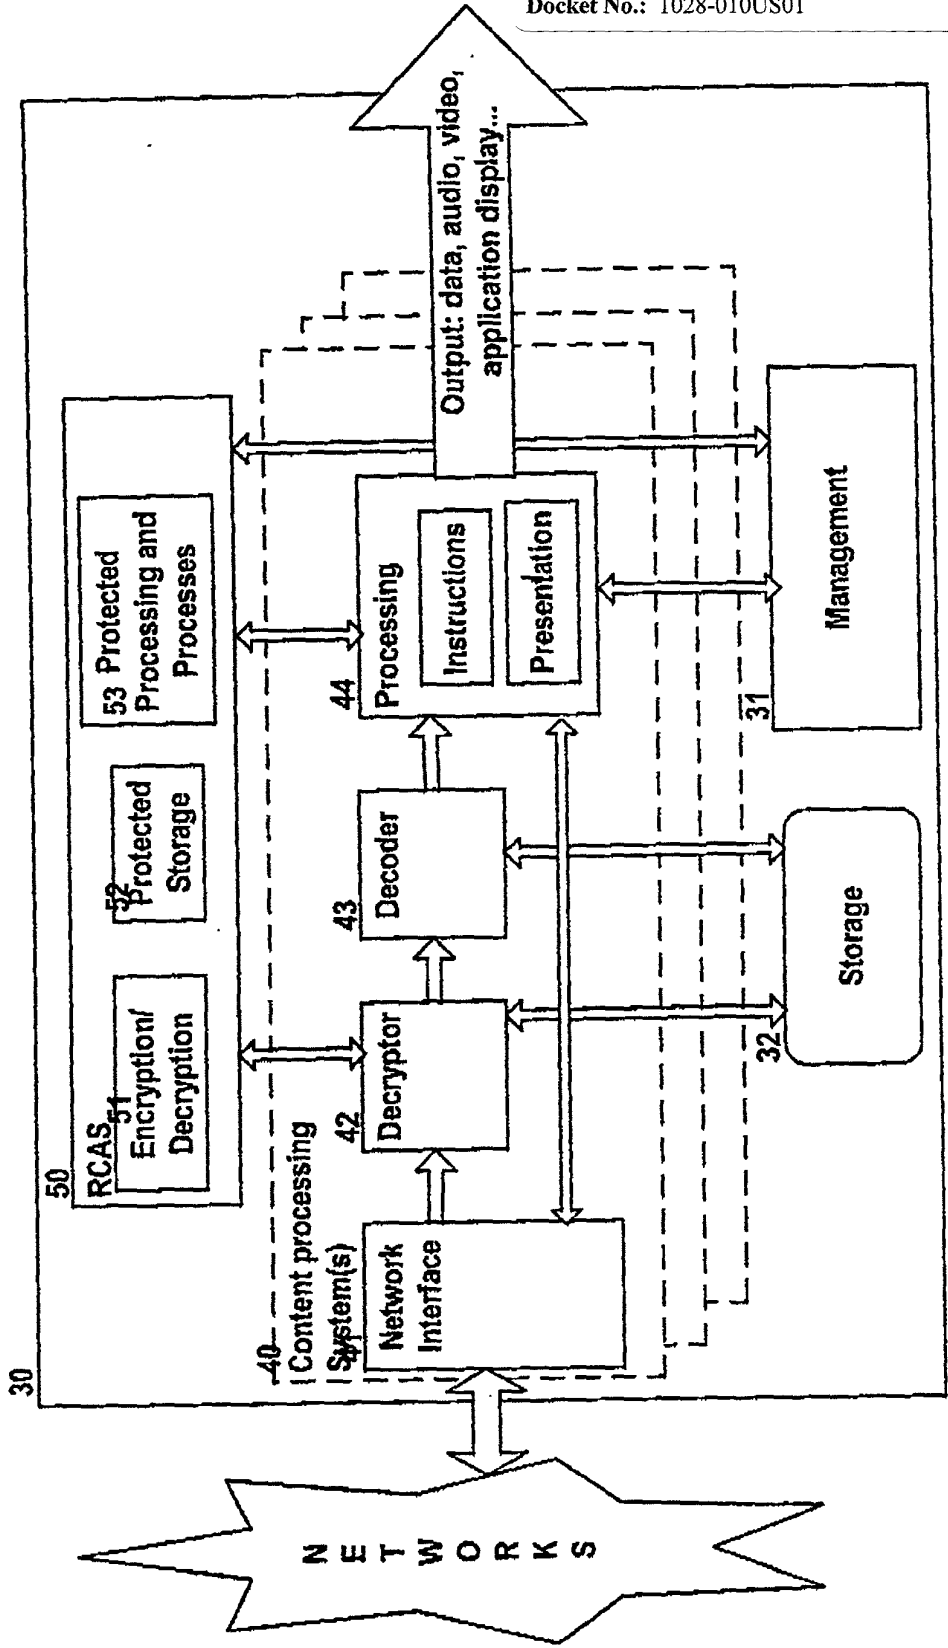 Docket No.: 1028-010US01
30
50
RCAS
51
Encryption/
Decryption
52
Protected
Storage
53 Protected
Processing and
Processes
40
Content processing
System(s)
41
Network
Interface
42
Decryptor
43
Decoder
44
Processing
Instructions
Presentation
Output: data, audio, video,
application display...
32
Storage
31
Management
NETWORKS